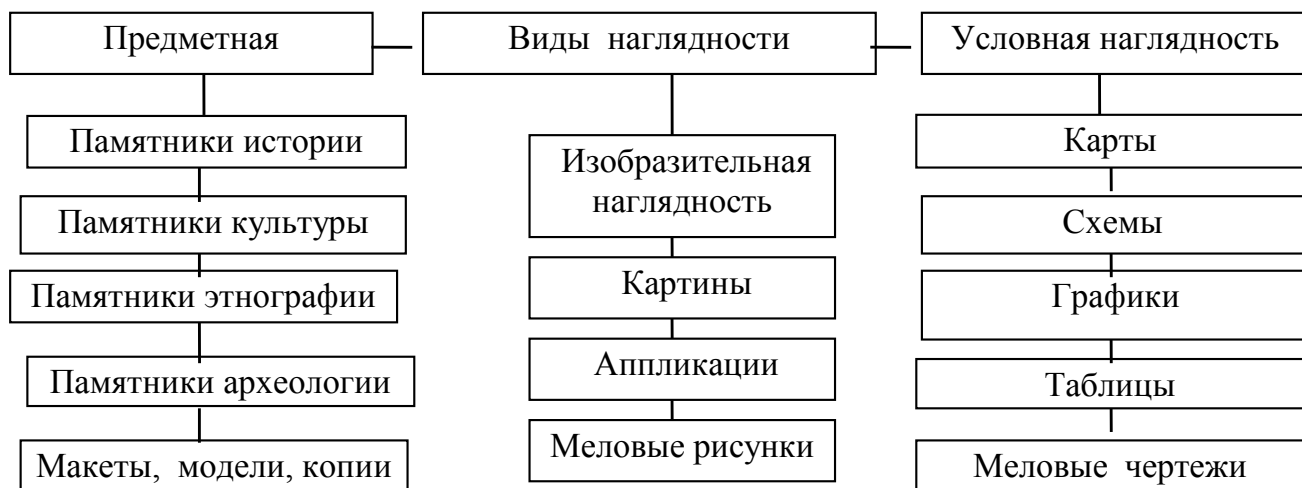 Предметная
Виды наглядности
Условная наглядность
Памятники истории
Памятники культуры
Памятники этнографии
Памятники археологии
Макеты, модели, копии
Изобразительная
наглядность
Картины
Аппликации
Меловые рисунки
Карты
Схемы
Графики
Таблицы
Меловые чертежи